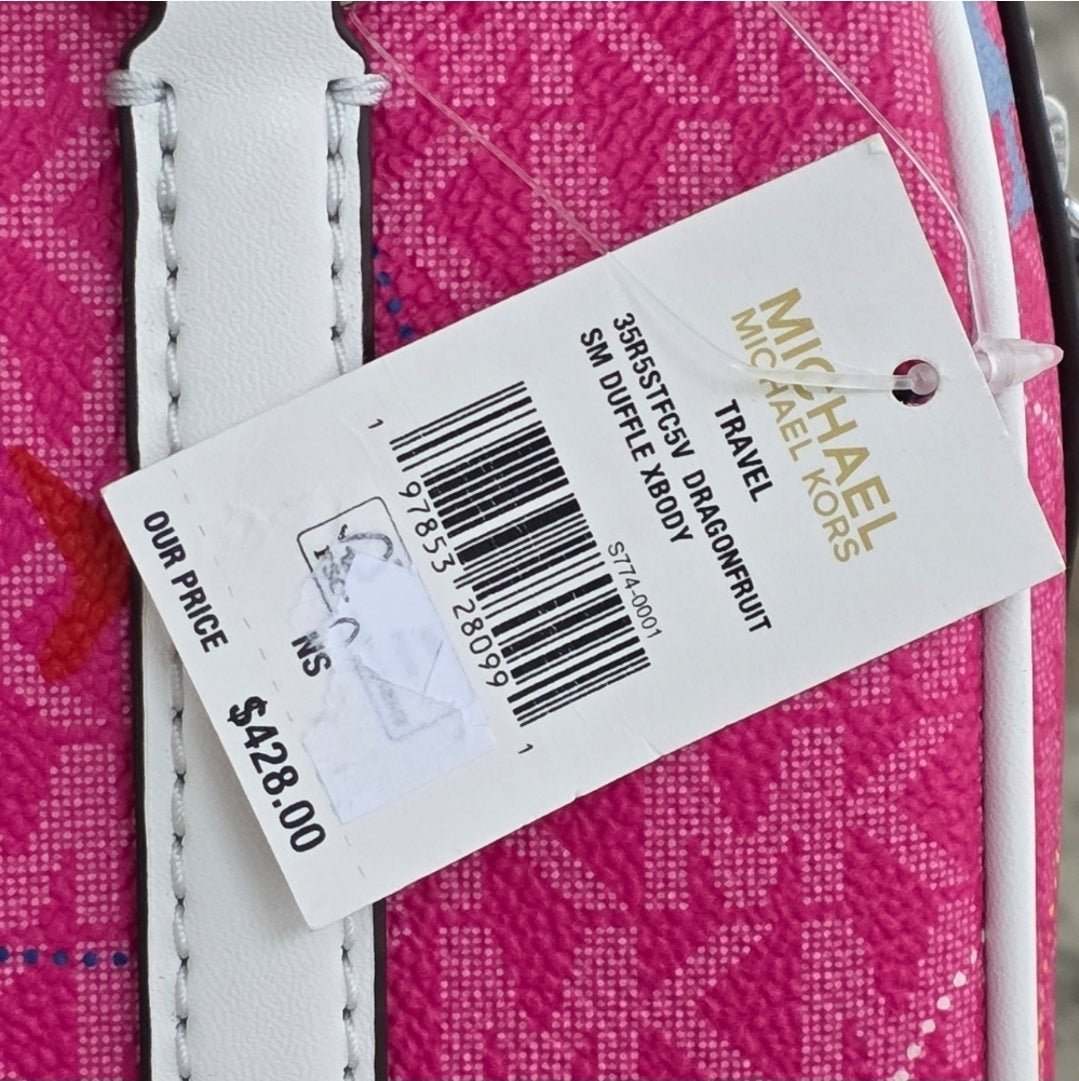 MICHAEL
MICHAEL KORS
TRAVEL
35R5STFC5V DRAGONFRUIT
SM DUFFLE XBODY
S774-0001
1 97853 28099 1
NS
OUR PRICE
$428.00